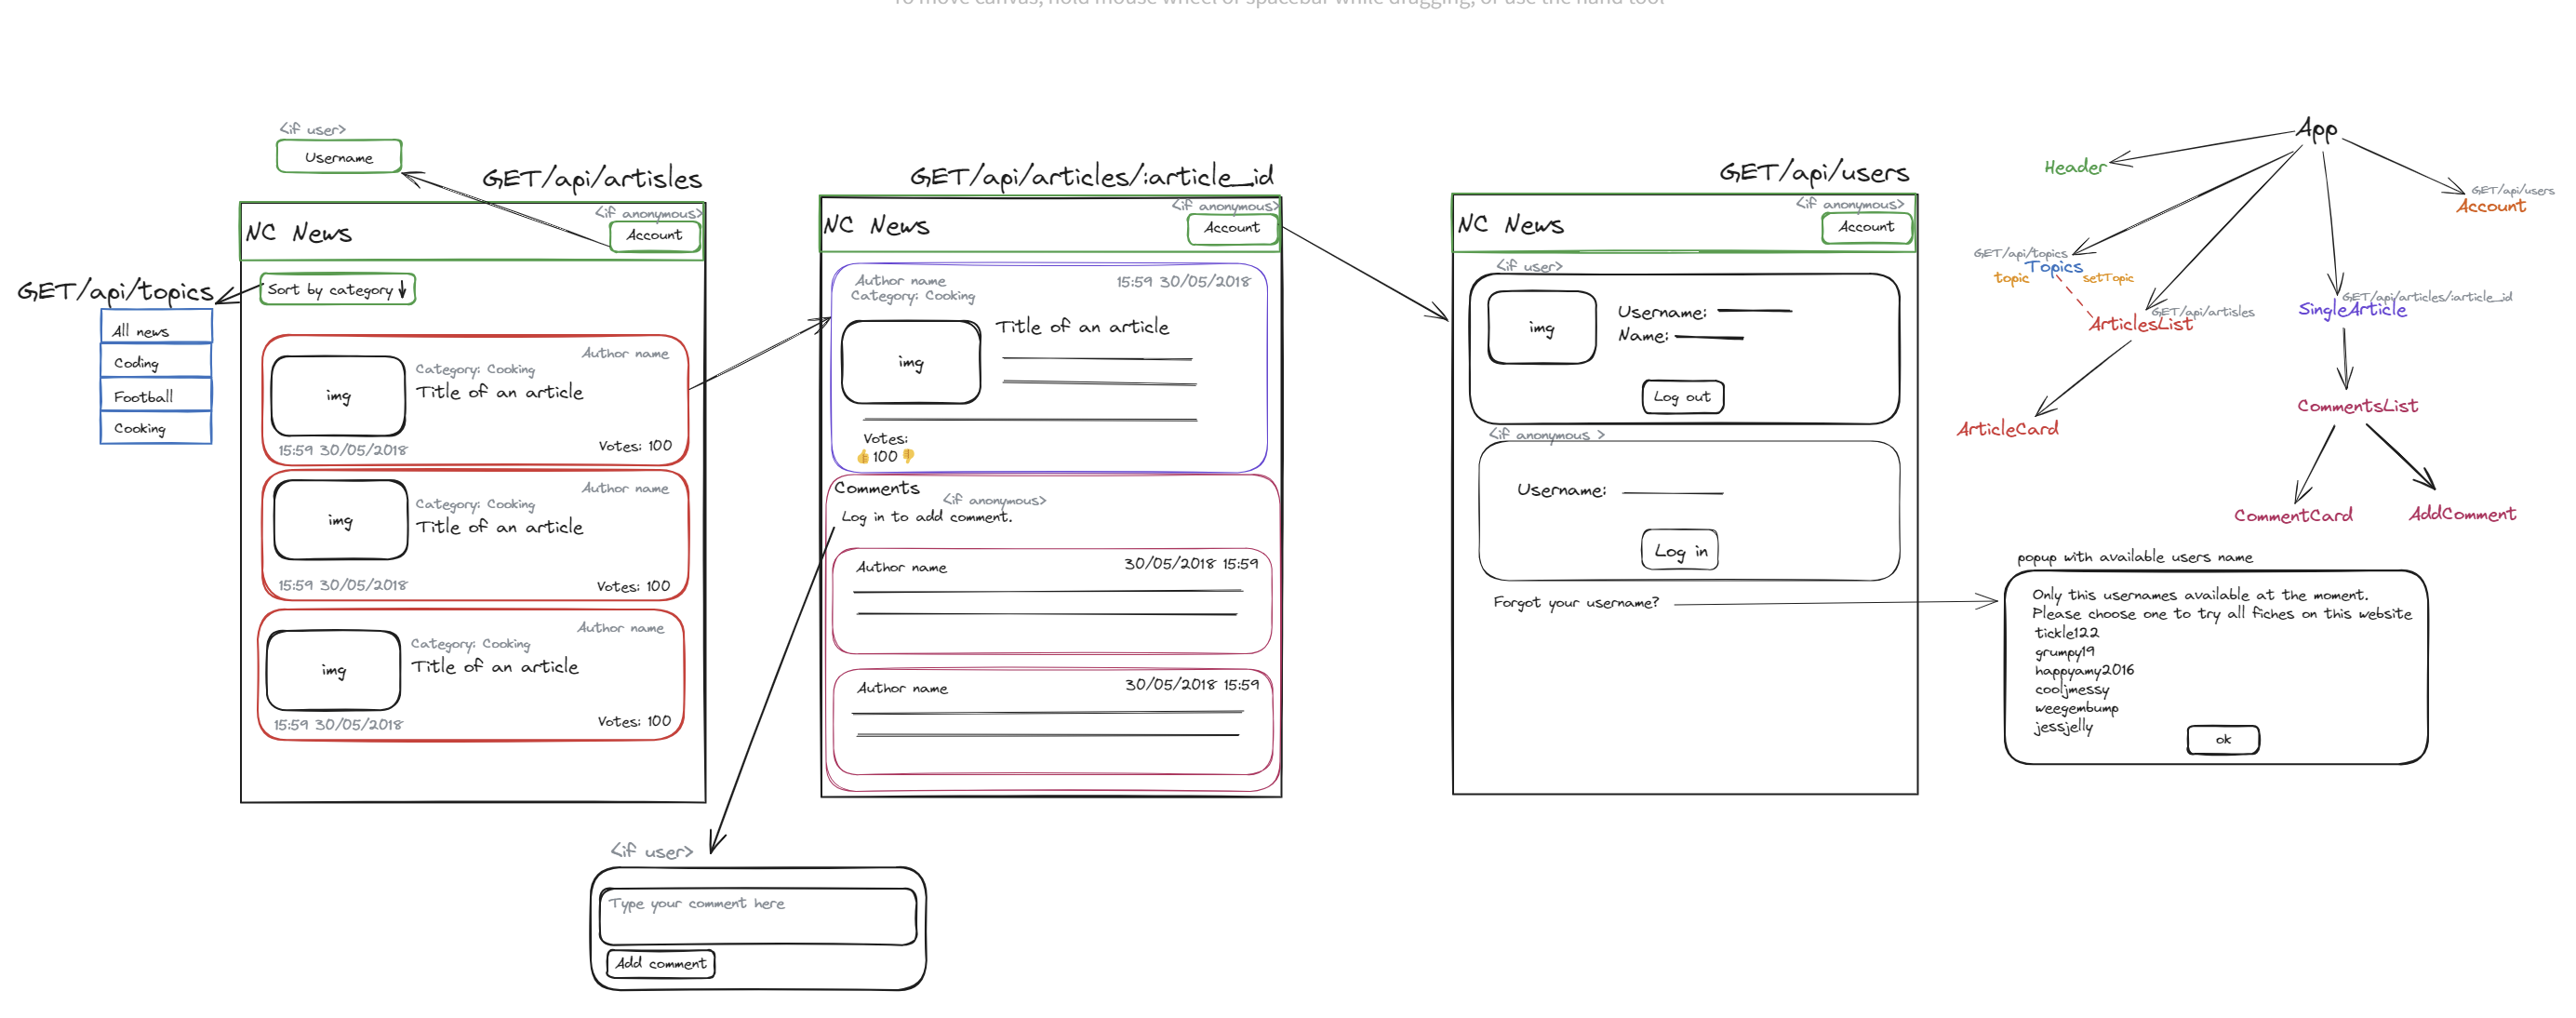 To move canvas, hold mouse wheel or spacebar while dragging, or use the hand tool
<if user>
Username
GET/api/artisles
<if anonymous>
NC News
Account
GET/api/topics
Sort by category
All news
Coding
Football
Cooking
Author name
Category: Cooking
img
Title of an article
15:59 30/05/2018
Votes: 100
Author name
Category: Cooking
img
Title of an article
15:59 30/05/2018
Votes: 100
Author name
Category: Cooking
img
Title of an article
15:59 30/05/2018
Votes: 100
GET/api/articles/:article_id
<if anonymous>
NC News
Account
Author name
15:59 30/05/2018
Category: Cooking
Title of an article
img
Votes:
👍 100 👎
Comments
<if anonymous>
Log in to add comment.
Author name
30/05/2018 15:59
Author name
30/05/2018 15:59
<if user>
Type your comment here
Add comment
GET/api/users
<if anonymous>
NC News
Account
<if user>
img
Username:
Name:
Log out
<if anonymous >
Username:
Log in
Forgot your username?
App
Header
GET/api/users
Account
GET/api/topics
Topics
topic
setTopic
GET/api/artisles
ArticlesList
GET/api/articles/:article_id
SingleArticle
ArticleCard
CommentsList
CommentCard
AddComment
popup with available users name
Only this usernames available at the moment.
Please choose one to try all fiches on this website
tickle122
grumpy19
happyamy2016
cooljmessy
weegembump
jessjelly
ok